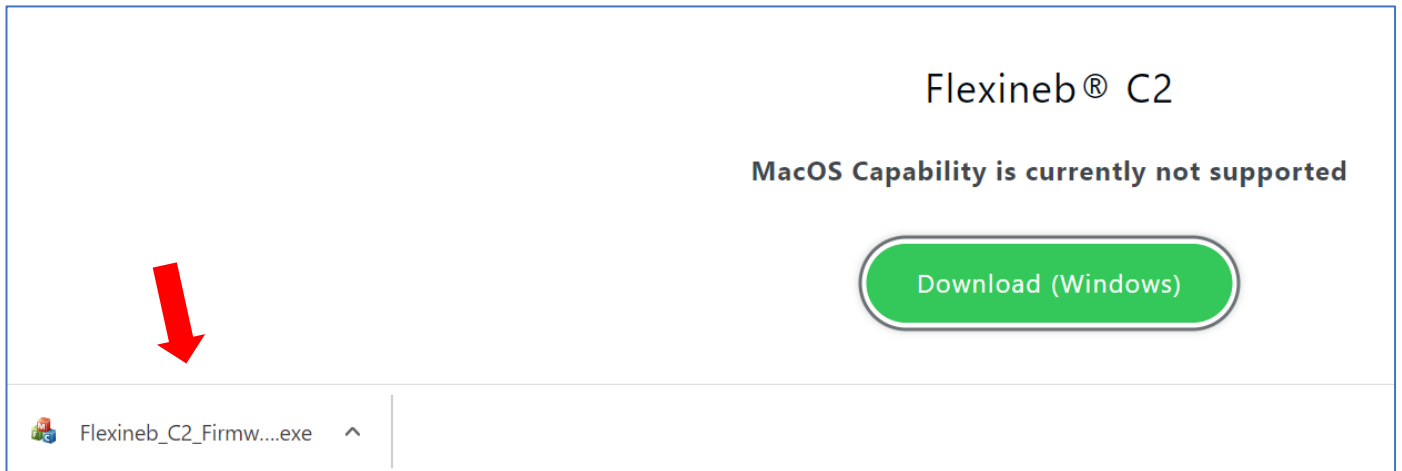 Flexineb® C2
MacOS Capability is currently not supported
Download (Windows)
Flexineb_C2_Firmw....exe